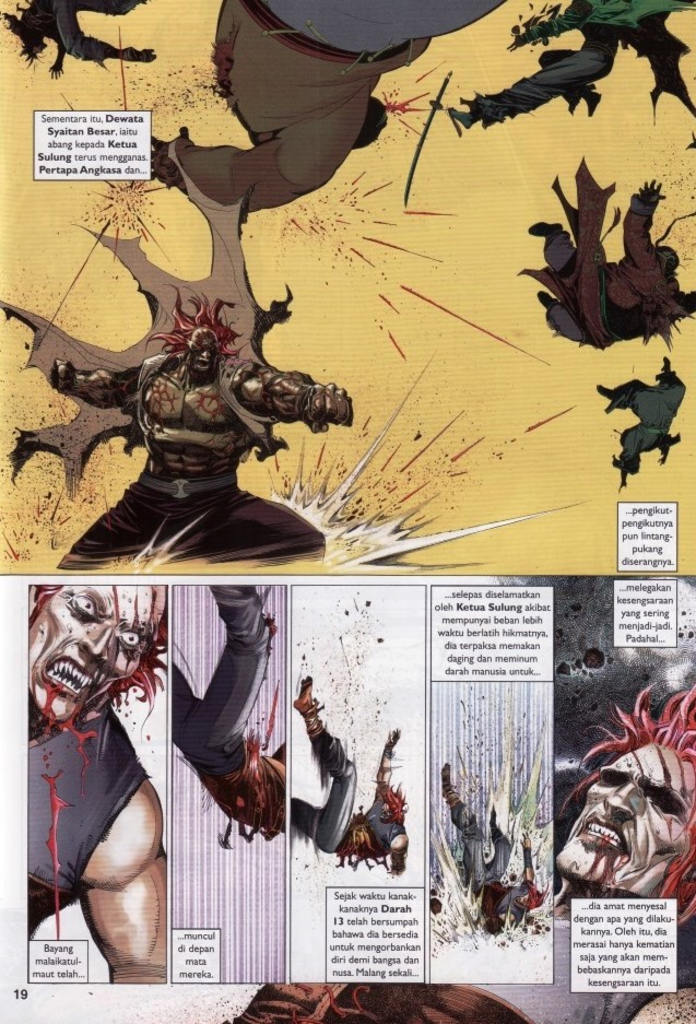 Sementara itu, Dewata
Syaitan Besar, iaitu
abang kepada Ketua
Sulung terus mengganas.
Pertapa Angkasa dan...
...pengikut-
pengikutnya
pun lintang-
pukang
diserangnya.
Bayang
malaikatul-
maut telah...
...muncul
di depan
mata
mereka.
Sejak waktu kanak-
kanaknya Darah
13 telah bersumpah
bahawa dia bersedia
untuk mengorbankan
diri demi bangsa dan
nusa. Malang sekali...
...selepas diselamatkan
oleh Ketua Sulung akibat
mempunyai beban lebih
waktu berlatih hikmatnya,
dia terpaksa memakan
daging dan meminum
darah manusia untuk...
...melegakan
kesengsaraan
yang sering
menjadi-jadi.
Padahal...
...dia amat menyesal
dengan apa yang dilaku-
kannya. Oleh itu, dia
merasai hanya kematian
saja yang akan mem-
bebaskannya daripada
kesengsaraan itu.
19